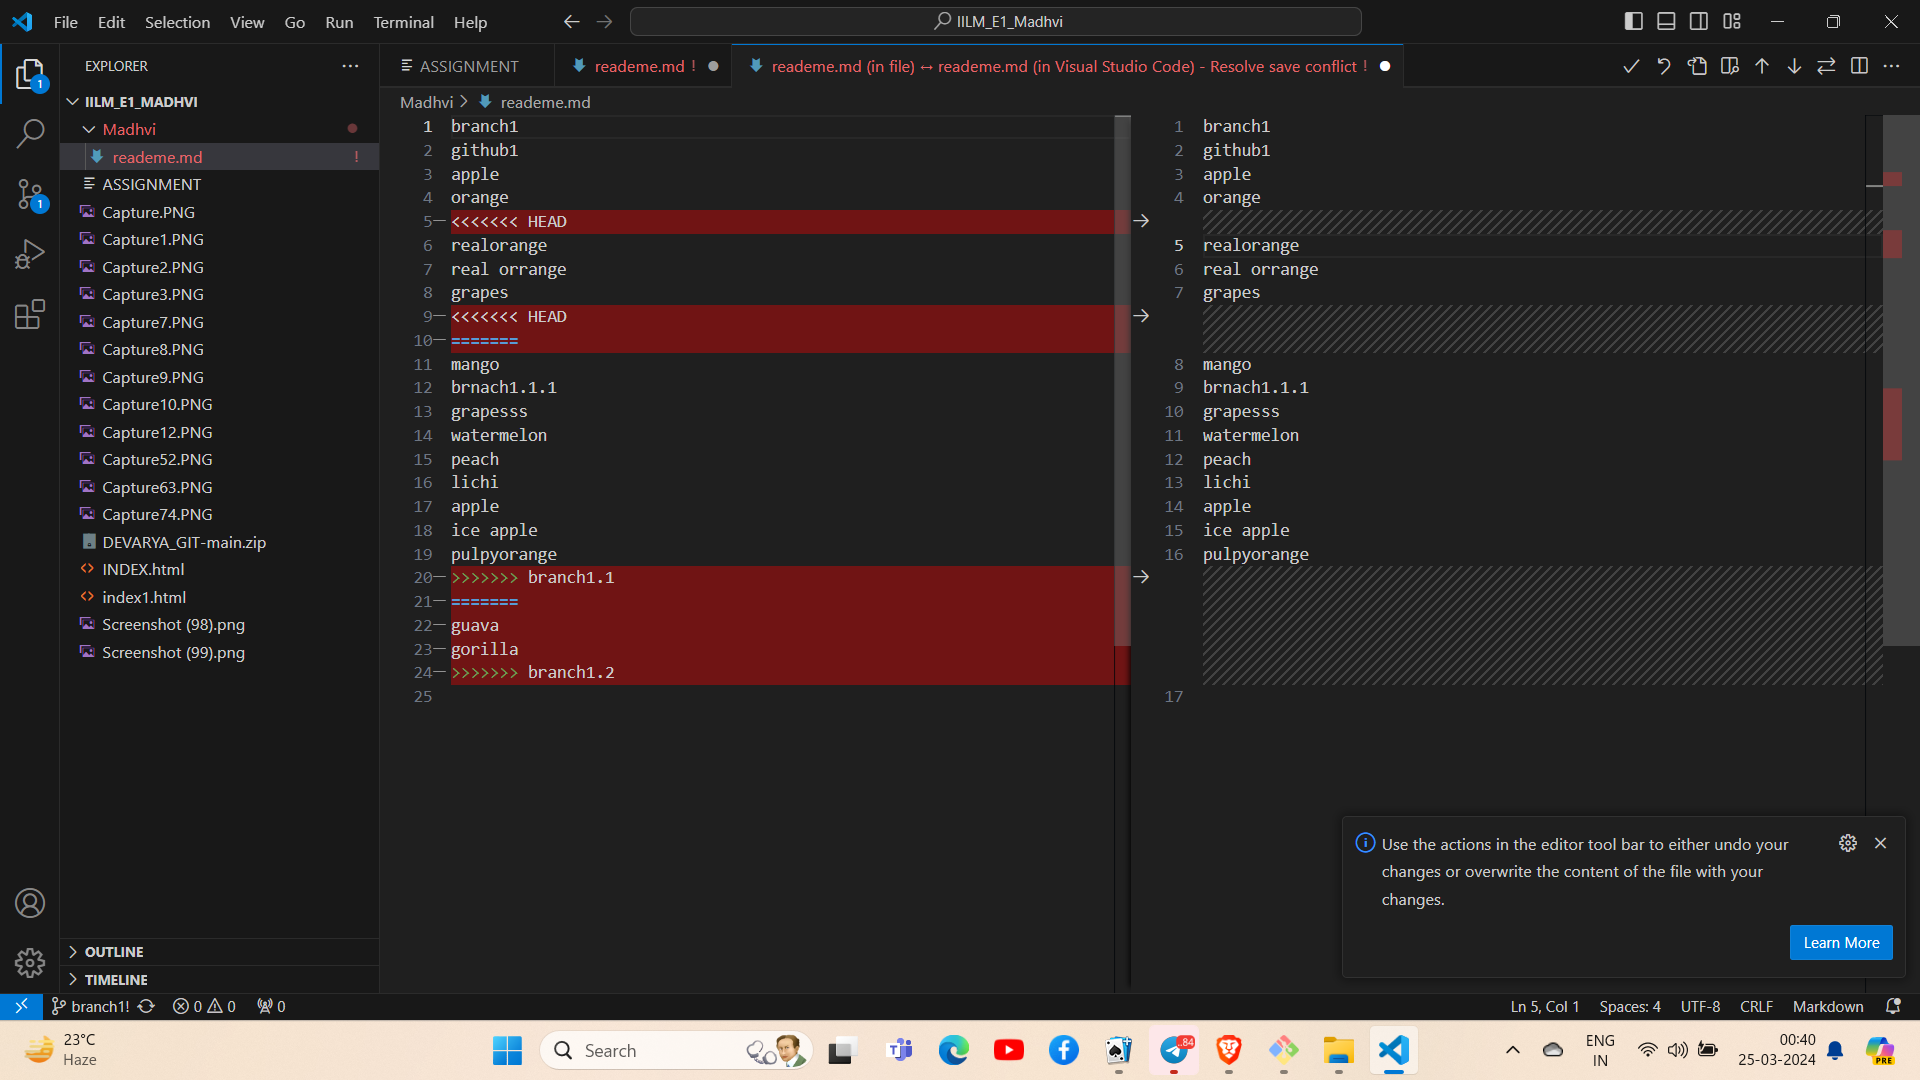 File Edit Selection View Go Run Terminal Help
IILM_E1_Madhvi
EXPLORER
IILM_E1_MADHVI
Madhvi
reademe.md !
ASSIGNMENT
Capture.PNG
Capture1.PNG
Capture2.PNG
Capture3.PNG
Capture7.PNG
Capture8.PNG
Capture9.PNG
Capture10.PNG
Capture12.PNG
Capture52.PNG
Capture63.PNG
Capture74.PNG
DEVARYA_GIT-main.zip
INDEX.html
index1.html
Screenshot (98).png
Screenshot (99).png
OUTLINE
TIMELINE
1
1
ASSIGNMENT
reademe.md !
reademe.md (in file) ↔ reademe.md (in Visual Studio Code) - Resolve save conflict !
Madhvi > reademe.md
1 branch1
2 github1
3 apple
4 orange
5 <<<<<<< HEAD
6 realorange
7 real orrange
8 grapes
9 <<<<<<< HEAD
10 =======
11 mango
12 brnach1.1.1
13 grapesss
14 watermelon
15 peach
16 lichi
17 apple
18 ice apple
19 pulpyorange
20 >>>>>>> branch1.1
21 =======
22 guava
23 gorilla
24 >>>>>>> branch1.2
25
1 branch1
2 github1
3 apple
4 orange
5 realorange
6 real orrange
7 grapes
8 mango
9 brnach1.1.1
10 grapesss
11 watermelon
12 peach
13 lichi
14 apple
15 ice apple
16 pulpyorange
17
Use the actions in the editor tool bar to either undo your
changes or overwrite the content of the file with your
changes.
Learn More
branch1! 0 0 0
Ln 5, Col 1 Spaces: 4 UTF-8 CRLF Markdown
23°C
Haze
Search
84
ENG
IN
00:40
25-03-2024
PRE